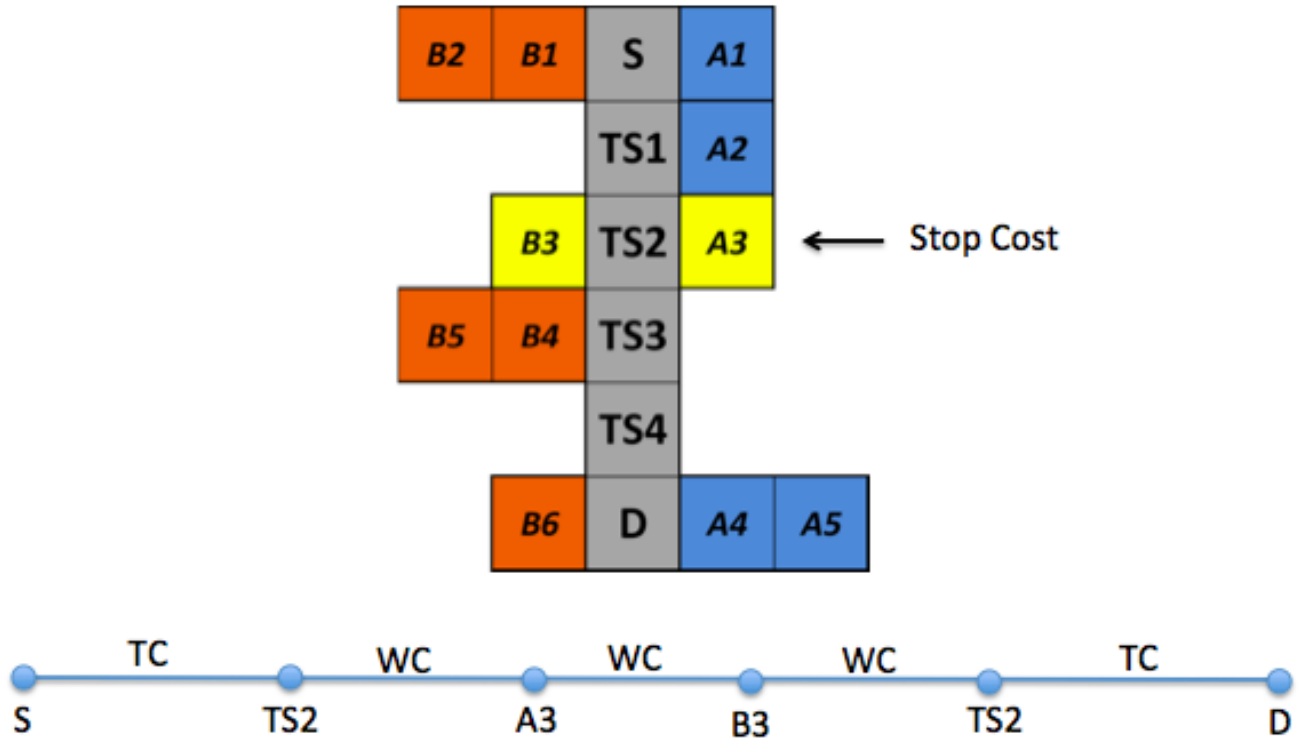 B2 B1 S A1
TS1 A2
B3 TS2 A3 Stop Cost
B5 B4 TS3
TS4
B6 D A4 A5
TC WC WC WC TC
S TS2 A3 B3 TS2 D